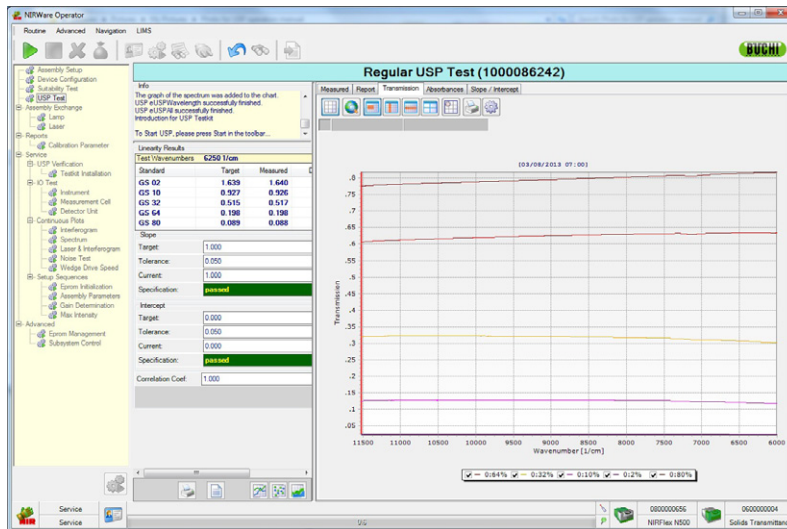 NIRWare Operator
Routine Advanced Navigation LIMS
BUCHI
Assembly Setup
Device Configuration
Suitability Test
USP Test
Assembly Exchange
Lamp
Laser
Reports
Calibration Parameter
Service
USP Verification
Testkit Installation
IO Test
Instrument
Measurement Cell
Detector Unit
Continuous Plots
Interferogram
Spectrum
Laser & Interferogram
Noise Test
Wedge Drive Speed
Setup Sequences
Eprom Initialization
Assembly Parameters
Gain Determination
Max Intensity
Advanced
Eprom Management
Subsystem Control
Regular USP Test (1000086242)
Info
The graph of the spectrum was added to the chart.
USP eUSPWavelength successfully finished.
USP eUSPAll successfully finished.
Introduction for USP Testkit
To Start USP, please press Start in the toolbar...
Linearity Results
Test Wavenumbers 6250 1/cm
Standard Target Measured D
GS 02 1.639 1.640
GS 10 0.927 0.926
GS 32 0.515 0.517
GS 64 0.198 0.198
GS 80 0.089 0.088
Slope
Target: 1.000
Tolerance: 0.050
Current: 1.000
Specification: passed
Intercept
Target: 0.000
Tolerance: 0.050
Current: 0.000
Specification: passed
Correlation Coef: 1.000
Measured Report Transmission Absorbances Slope / Intercept
[03/08/2013 07:00]
.8
.75
.65
.6
.55
.5
.45
.4
.35
.3
.25
.2
.15
.1
.05
Transmission
11500 11000 10500 10000 9500 9000 8500 8000 7500 7000 6500 6000
Wavenumber [1/cm]
0:64% 0:32% 0:10% 0:2% 0:80%
NIR
Service
Service
0800000656
NIRFlex N500
0600000004
Solids Transmittanc